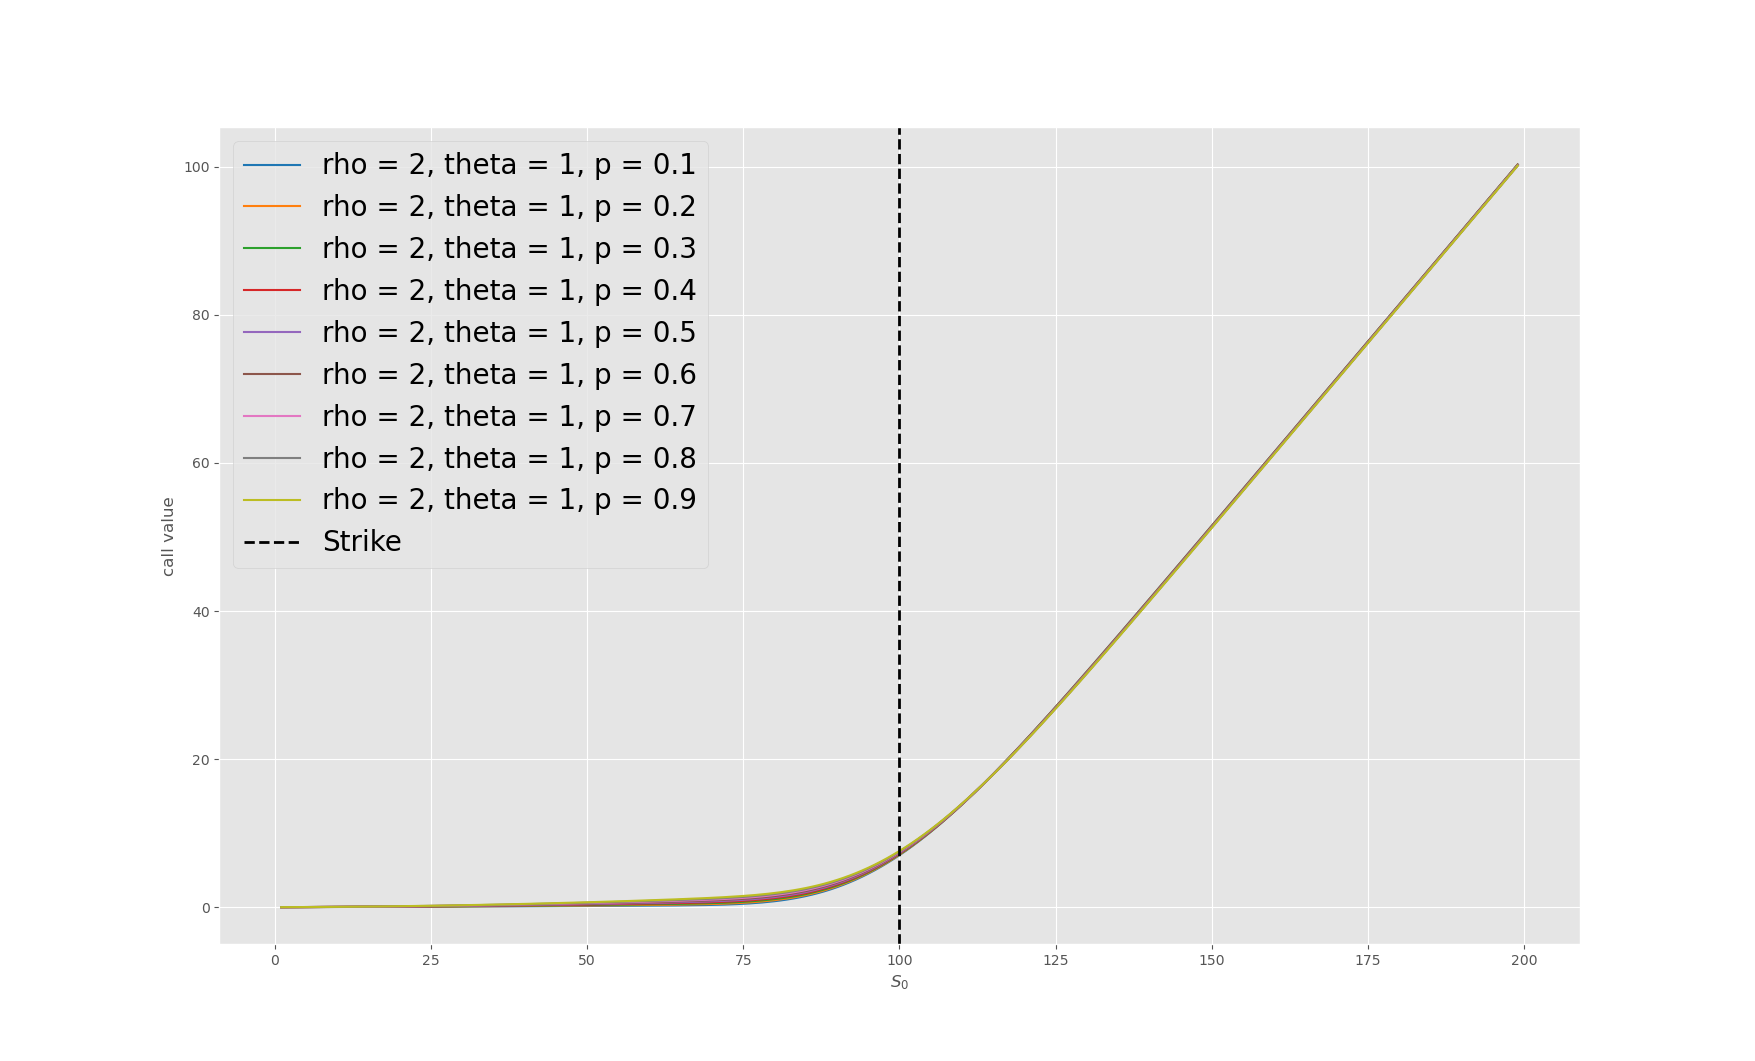 rho = 2, theta = 1, p = 0.1
rho = 2, theta = 1, p = 0.2
rho = 2, theta = 1, p = 0.3
rho = 2, theta = 1, p = 0.4
rho = 2, theta = 1, p = 0.5
rho = 2, theta = 1, p = 0.6
rho = 2, theta = 1, p = 0.7
rho = 2, theta = 1, p = 0.8
rho = 2, theta = 1, p = 0.9
Strike
100
80
60
40
20
0
call value
0 25 50 75 100 125 150 175 200
S₀